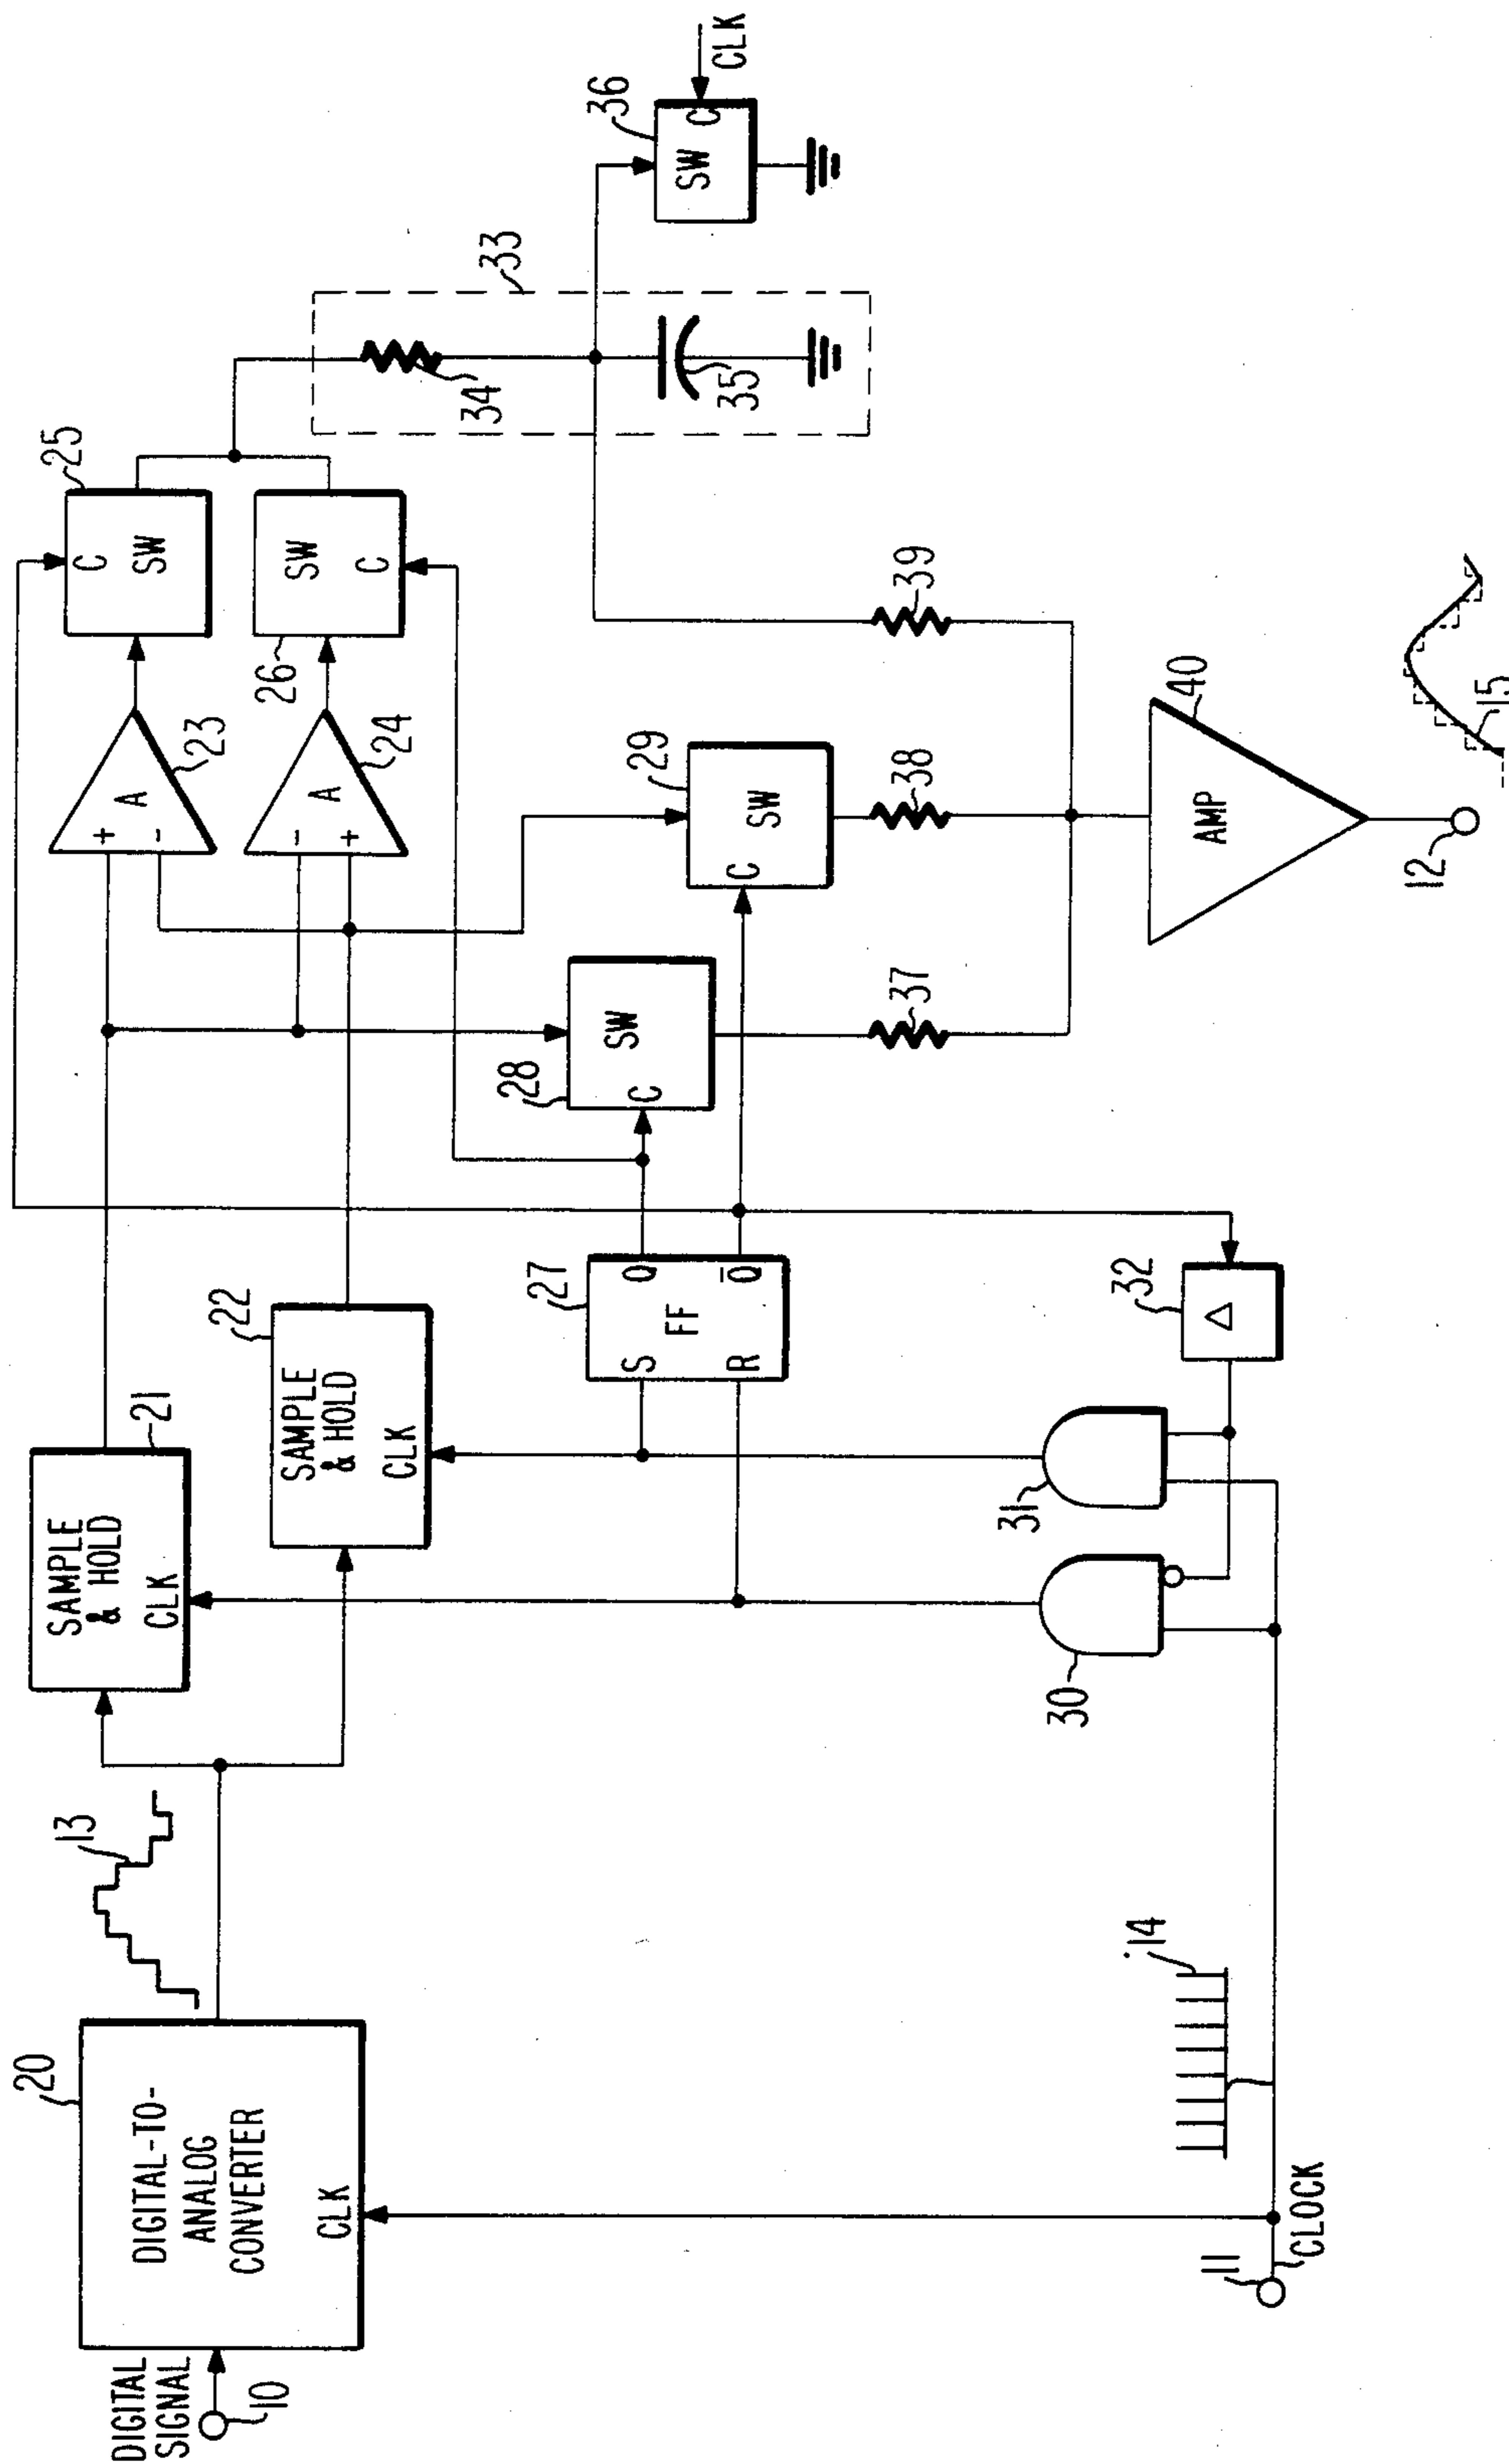 DIGITAL
SIGNAL
10
20
DIGITAL-TO-
ANALOG
CONVERTER
CLK
13
11
CLOCK
14
SAMPLE
& HOLD
CLK
21
SAMPLE
& HOLD
CLK
22
30
31
32
Δ
27
S
R
FF
Q
Q̅
28
C
SW
29
C
SW
+
-
A
23
-
+
A
24
25
C
SW
26
SW
C
33
34
35
36
SW
C
CLK
37
38
39
AMP
40
12
15